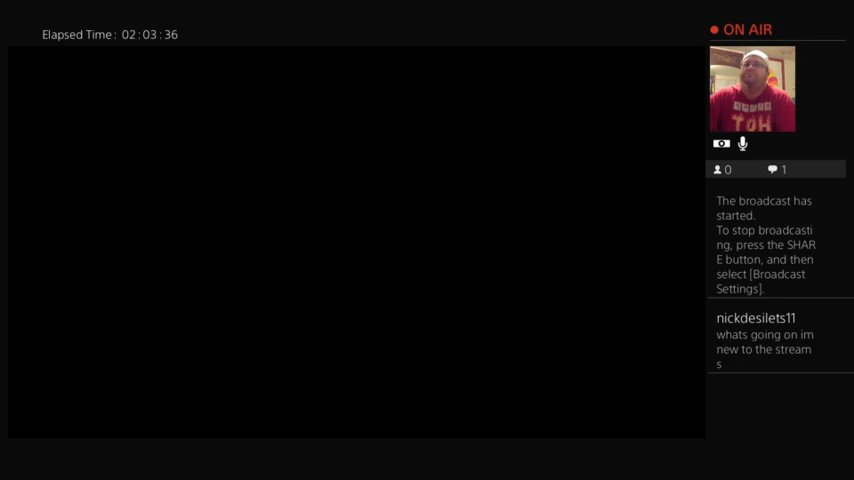 Elapsed Time: 02:03:36
ON AIR
TOH
0 1
The broadcast has
started.
To stop broadcasti
ng, press the SHAR
E button, and then
select [Broadcast
Settings].
nickdesilets11
whats going on im
new to the stream
s